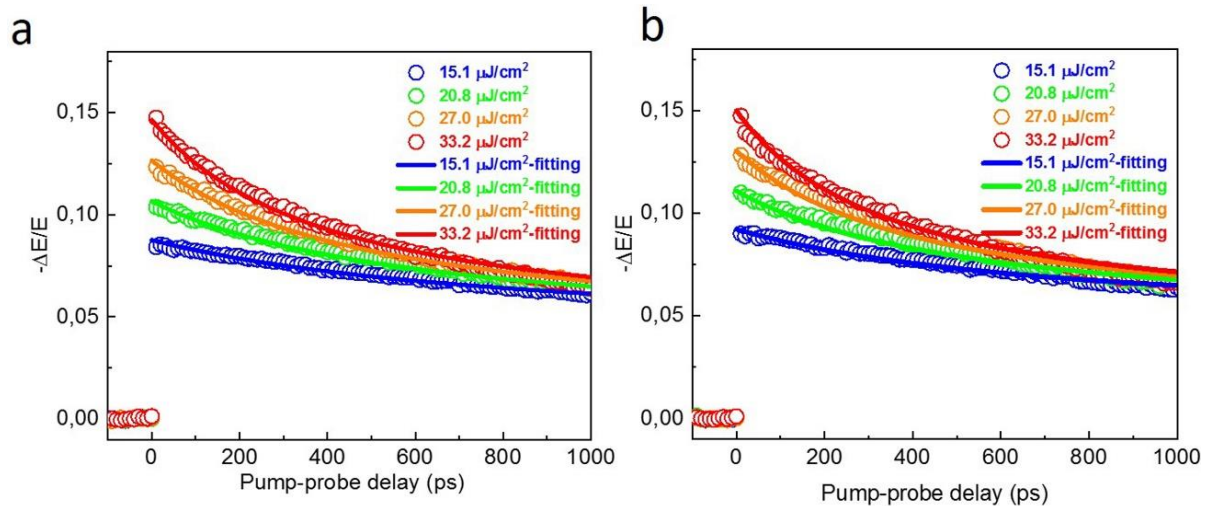 a
-ΔE/E
0,15
0,10
0,05
0,00
15.1 μJ/cm²
20.8 μJ/cm²
27.0 μJ/cm²
33.2 μJ/cm²
15.1 μJ/cm²-fitting
20.8 μJ/cm²-fitting
27.0 μJ/cm²-fitting
33.2 μJ/cm²-fitting
0 200 400 600 800 1000
Pump-probe delay (ps)
b
-ΔE/E
0,15
0,10
0,05
0,00
15.1 μJ/cm²
20.8 μJ/cm²
27.0 μJ/cm²
33.2 μJ/cm²
15.1 μJ/cm²-fitting
20.8 μJ/cm²-fitting
27.0 μJ/cm²-fitting
33.2 μJ/cm²-fitting
0 200 400 600 800 1000
Pump-probe delay (ps)